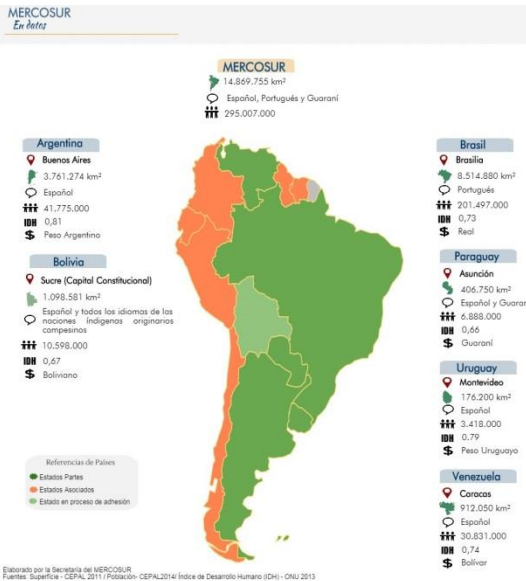 MERCOSUR
En datos
MERCOSUR
14.869.755 km²
Español, Portugués y Guaraní
295.007.000
Argentina
Buenos Aires
3.761.274 km²
Español
41.775.000
IDH 0,81
$ Peso Argentino
Bolivia
Sucre (Capital Constitucional)
1.098.581 km²
Español y todos los idiomas de las
naciones indígenas originarios
campesinos
10.598.000
IDH 0,67
$ Boliviano
Brasil
Brasilia
8.514.880 km²
Portugués
201.497.000
IDH 0,73
$ Real
Paraguay
Asunción
406.750 km²
Español y Guaraní
6.888.000
IDH 0,66
$ Guaraní
Uruguay
Montevideo
176.200 km²
Español
3.418.000
IDH 0.79
$ Peso Uruguayo
Venezuela
Caracas
912.050 km²
Español
30.831.000
IDH 0,74
$ Bolívar
Referencias de Países
Estados Partes
Estados Asociados
Estado en proceso de adhesión
Elaborado por la Secretaría del MERCOSUR
Fuentes: Superficie - CEPAL 2011 / Población- CEPAL2014/ Índice de Desarrollo Humano (IDH) - ONU 2013